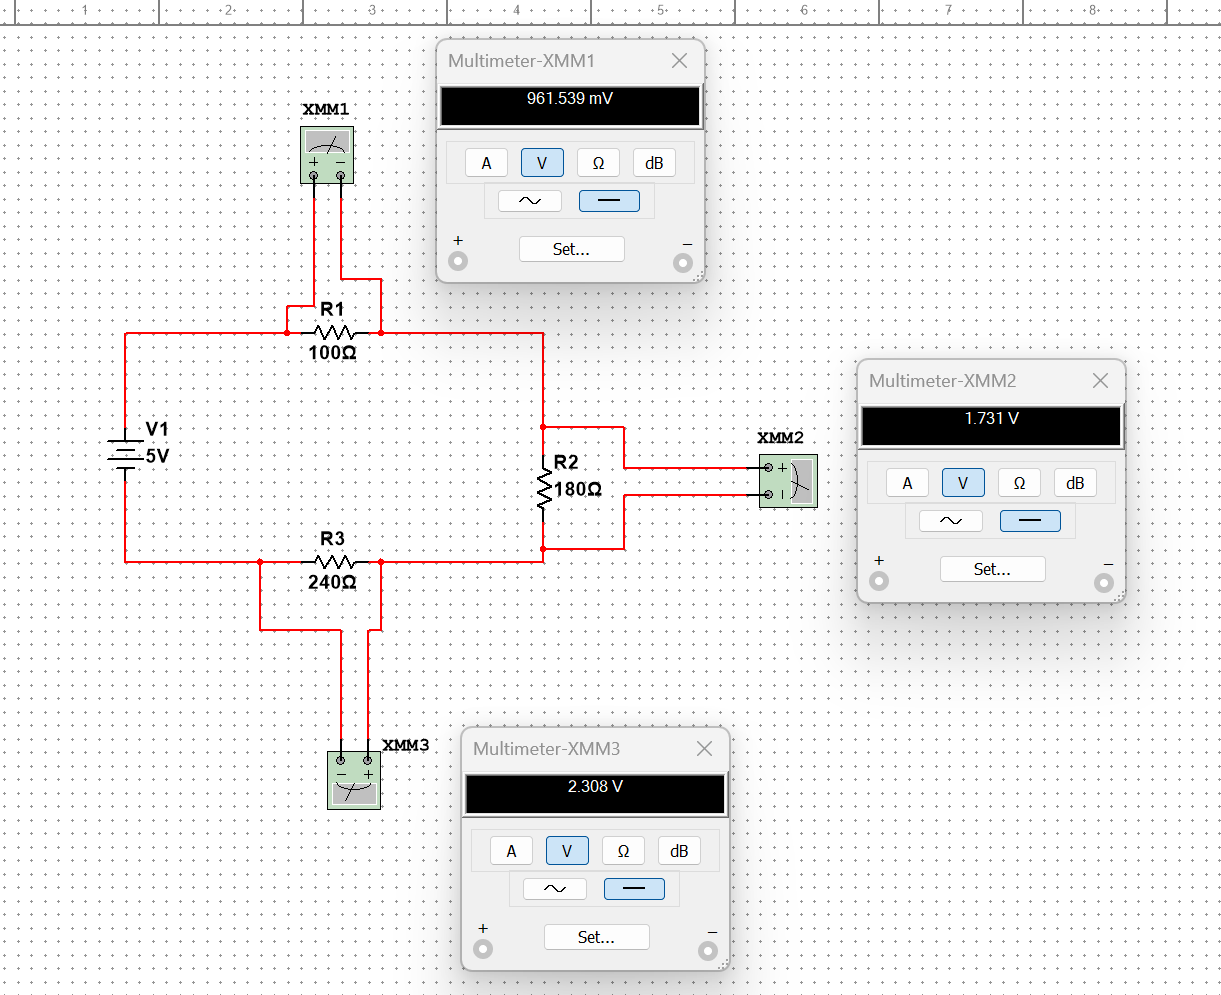 1 2 3 4 5 6 7 8
Multimeter-XMM1
961.539 mV
A V Ω dB
Set...
+ −
XMM1
+ −
R1
100Ω
V1
5V
R2
180Ω
XMM2
+
−
Multimeter-XMM2
1.731 V
A V Ω dB
Set...
+ −
R3
240Ω
XMM3
− +
Multimeter-XMM3
2.308 V
A V Ω dB
Set...
+ −